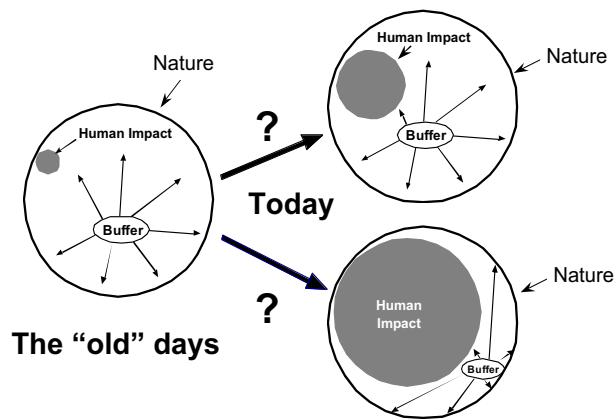 Nature
Human Impact
Buffer
The “old” days
?
Today
?
Human Impact
Nature
Buffer
Nature
Human
Impact
Buffer